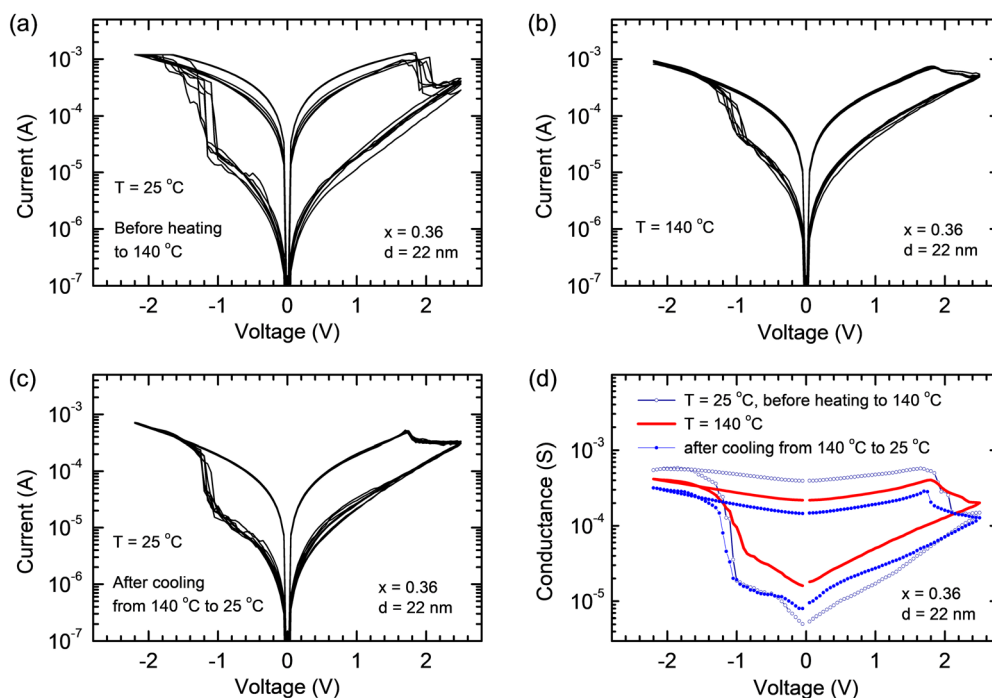 (a)
Current (A)
10⁻³
10⁻⁴
10⁻⁵
10⁻⁶
10⁻⁷
T = 25 °C
Before heating
to 140 °C
x = 0.36
d = 22 nm
-2 -1 0 1 2
Voltage (V)
(b)
Current (A)
10⁻³
10⁻⁴
10⁻⁵
10⁻⁶
10⁻⁷
T = 140 °C
x = 0.36
d = 22 nm
-2 -1 0 1 2
Voltage (V)
(c)
Current (A)
10⁻³
10⁻⁴
10⁻⁵
10⁻⁶
10⁻⁷
T = 25 °C
After cooling
from 140 °C to 25 °C
x = 0.36
d = 22 nm
-2 -1 0 1 2
Voltage (V)
(d)
Conductance (S)
10⁻³
10⁻⁴
10⁻⁵
T = 25 °C, before heating to 140 °C
T = 140 °C
after cooling from 140 °C to 25 °C
x = 0.36
d = 22 nm
-2 -1 0 1 2
Voltage (V)